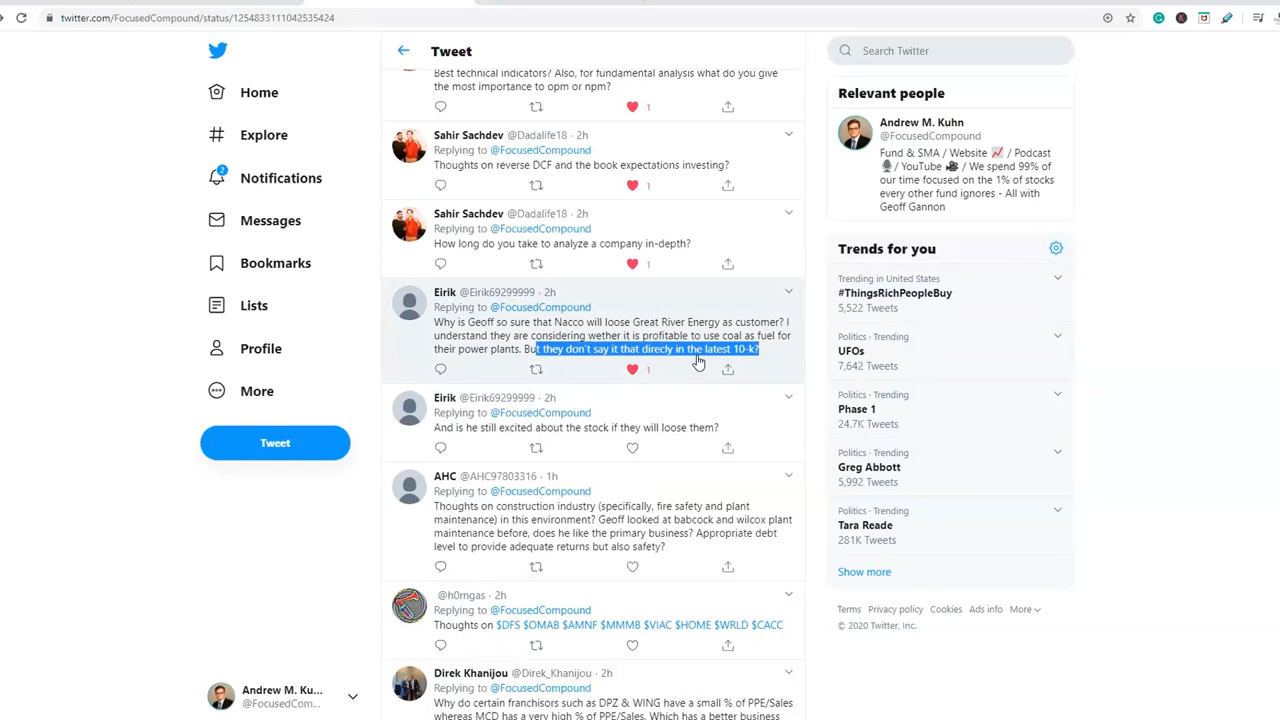 twitter.com/FocusedCompound/status/1254833111042535424
Home
Explore
2
Notifications
Messages
Bookmarks
Lists
Profile
More
Tweet
Andrew M. Ku...
@FocusedCom...
Tweet
Best technical indicators? Also, for fundamental analysis what do you give
the most importance to opm or npm?
1
Sahir Sachdev @Dadalife18 · 2h
Replying to @FocusedCompound
Thoughts on reverse DCF and the book expectations investing?
1
Sahir Sachdev @Dadalife18 · 2h
Replying to @FocusedCompound
How long do you take to analyze a company in-depth?
1
Eirik @Eirik69299999 · 2h
Replying to @FocusedCompound
Why is Geoff so sure that Nacco will loose Great River Energy as customer? I
understand they are considering wether it is profitable to use coal as fuel for
their power plants. But they don't say it that direcly in the latest 10-k?
1
Eirik @Eirik69299999 · 2h
Replying to @FocusedCompound
And is he still excited about the stock if they will loose them?
AHC @AHC97803316 · 1h
Replying to @FocusedCompound
Thoughts on construction industry (specifically, fire safety and plant
maintenance) in this environment? Geoff looked at babcock and wilcox plant
maintenance before, does he like the primary business? Appropriate debt
level to provide adequate returns but also safety?
@h0rngas · 2h
Replying to @FocusedCompound
Thoughts on $DFS $OMAB $AMNF $MMMB $VIAC $HOME $WRLD $CACC
Direk Khanijou @Direk_Khanijou · 2h
Replying to @FocusedCompound
Why do certain franchisors such as DPZ & WING have a small % of PPE/Sales
whereas MCD has a very high % of PPE/Sales. Which has a better business
Search Twitter
Relevant people
Andrew M. Kuhn
@FocusedCompound
Fund & SMA / Website 📈 / Podcast
🎙️ / YouTube 🎥 / We spend 99% of
our time focused on the 1% of stocks
every other fund ignores - All with
Geoff Gannon
Trends for you
Trending in United States
#ThingsRichPeopleBuy
5,522 Tweets
Politics · Trending
UFOs
7,642 Tweets
Politics · Trending
Phase 1
24.7K Tweets
Politics · Trending
Greg Abbott
5,992 Tweets
Politics · Trending
Tara Reade
281K Tweets
Show more
Terms Privacy policy Cookies Ads info More
© 2020 Twitter, Inc.